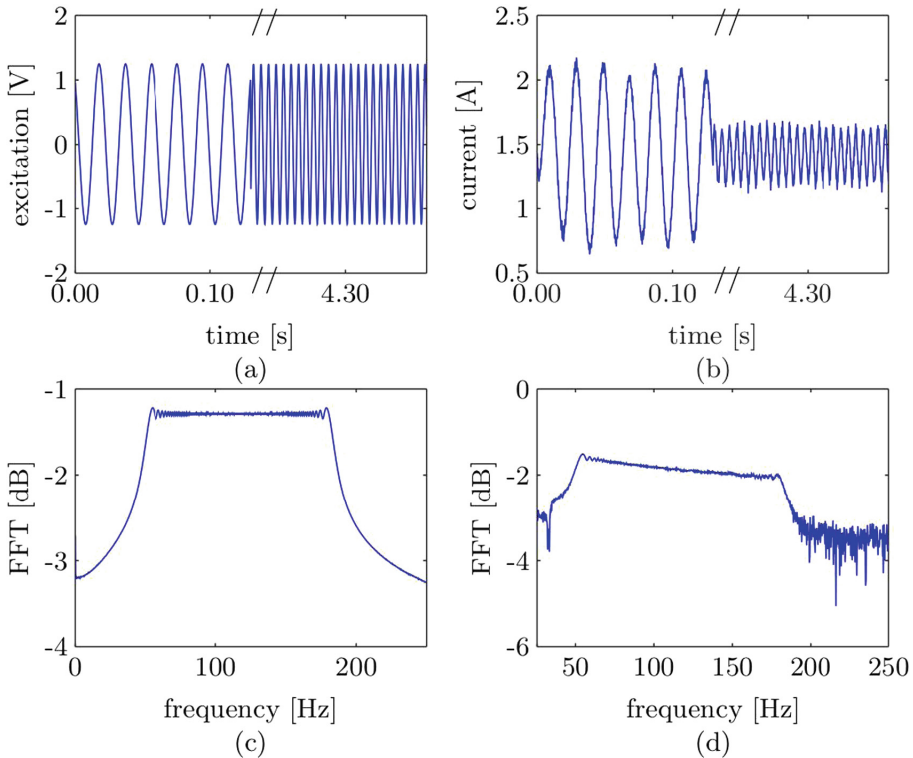 2
1
0
-1
-2
excitation [V]
0.00
0.10
4.30
time [s]
(a)
2.5
2
1.5
1
0.5
current [A]
0.00
0.10
4.30
time [s]
(b)
-1
-2
-3
-4
FFT [dB]
0
100
200
frequency [Hz]
(c)
0
-2
-4
-6
FFT [dB]
50
100
150
200
250
frequency [Hz]
(d)